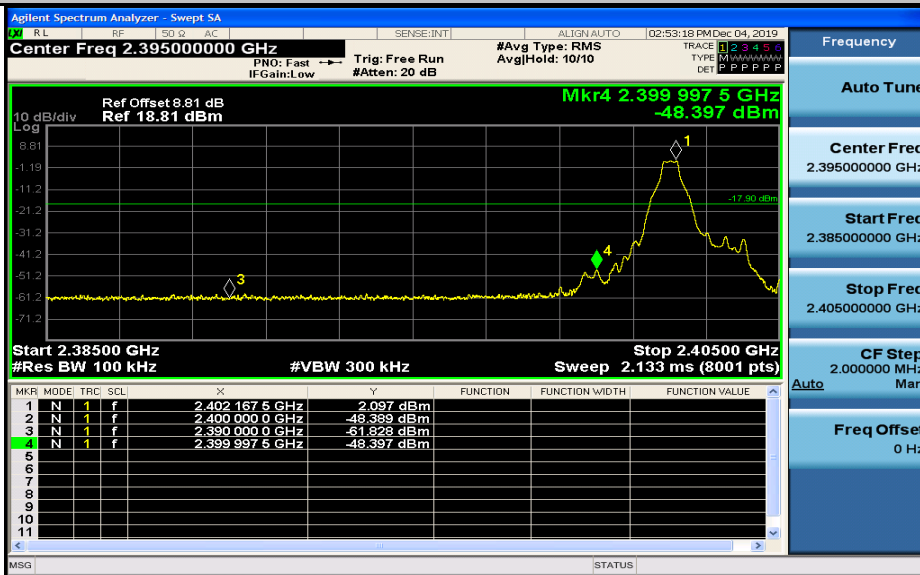 Agilent Spectrum Analyzer - Swept SA
LXI RL RF 50 Ω AC SENSE:INT ALIGN AUTO 02:53:18 PM Dec 04, 2019
Center Freq 2.395000000 GHz
PNO: Fast
IFGain:Low
Trig: Free Run
#Atten: 20 dB
#Avg Type: RMS
Avg|Hold: 10/10
TRACE 1 2 3 4 5 6
TYPE M W W W W W
DET P P P P P P
Mkr4 2.399 997 5 GHz
-48.397 dBm
Ref Offset 8.81 dB
10 dB/div Ref 18.81 dBm
Log
8.81
-1.19
-11.2
-21.2
-31.2
-41.2
-51.2
-61.2
-71.2
1
-17.90 dBm
4
3
Start 2.38500 GHz Stop 2.40500 GHz
#Res BW 100 kHz #VBW 300 kHz Sweep 2.133 ms (8001 pts)
MKR MODE TRC SCL X Y FUNCTION FUNCTION WIDTH FUNCTION VALUE
1 N 1 f 2.402 167 5 GHz 2.097 dBm
2 N 1 f 2.400 000 0 GHz -48.389 dBm
3 N 1 f 2.390 000 0 GHz -61.828 dBm
4 N 1 f 2.399 997 5 GHz -48.397 dBm
5
6
7
8
9
10
11
MSG STATUS
Frequency
Auto Tune
Center Freq
2.395000000 GHz
Start Freq
2.385000000 GHz
Stop Freq
2.405000000 GHz
CF Step
2.000000 MHz
Auto Man
Freq Offset
0 Hz